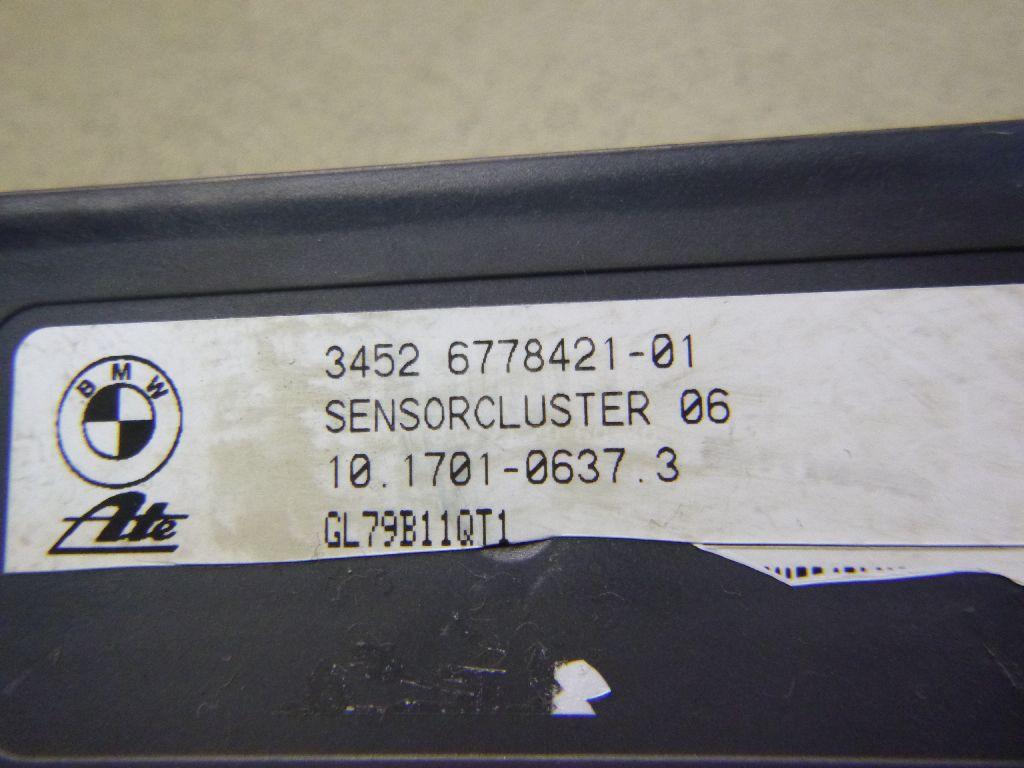 BMW
Ate
3452 6778421-01
SENSORCLUSTER 06
10.1701-0637.3
GL79B11QT1